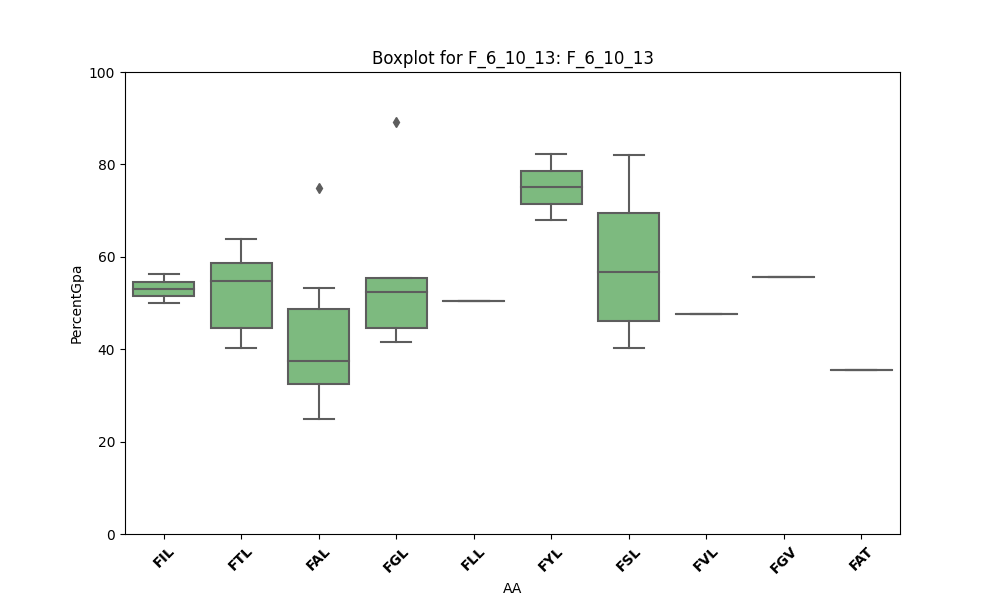 Boxplot for F_6_10_13: F_6_10_13
100
80
60
40
20
0
PercentGpa
FIL
FTL
FAL
FGL
FLL
FYL
FSL
FVL
FGV
FAT
AA